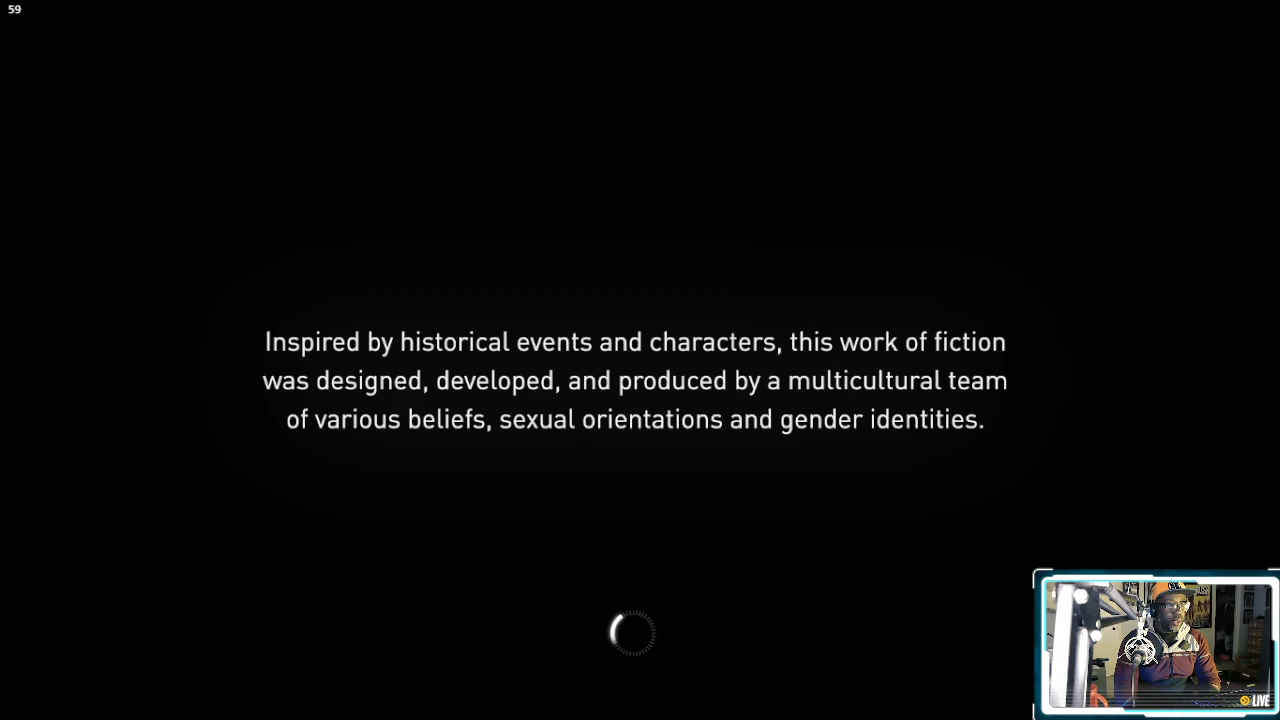 59
Inspired by historical events and characters, this work of fiction
was designed, developed, and produced by a multicultural team
of various beliefs, sexual orientations and gender identities.
LIVE